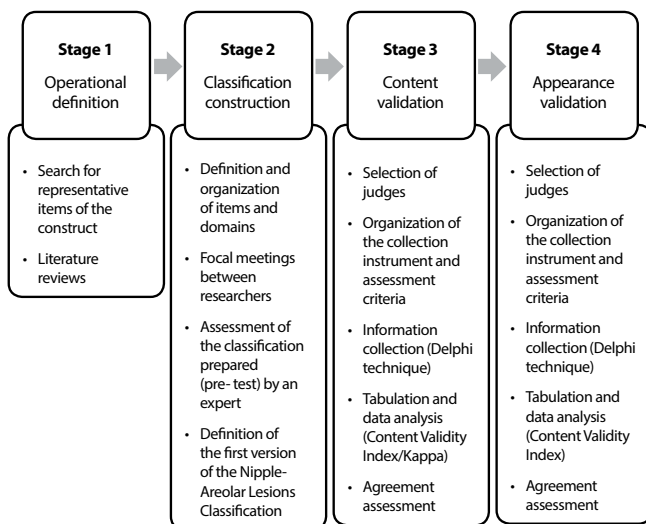 Stage 1
Operational
definition
• Search for
representative
items of the
construct
• Literature
reviews
Stage 2
Classification
construction
• Definition and
organization
of items and
domains
• Focal meetings
between
researchers
• Assessment of
the classification
prepared
(pre- test) by an
expert
• Definition of
the first version
of the Nipple-
Areolar Lesions
Classification
Stage 3
Content
validation
• Selection of
judges
• Organization of
the collection
instrument and
assessment
criteria
• Information
collection (Delphi
technique)
• Tabulation and
data analysis
(Content Validity
Index/Kappa)
• Agreement
assessment
Stage 4
Appearance
validation
• Selection of
judges
• Organization of
the collection
instrument and
assessment
criteria
• Information
collection (Delphi
technique)
• Tabulation and
data analysis
(Content Validity
Index)
• Agreement
assessment